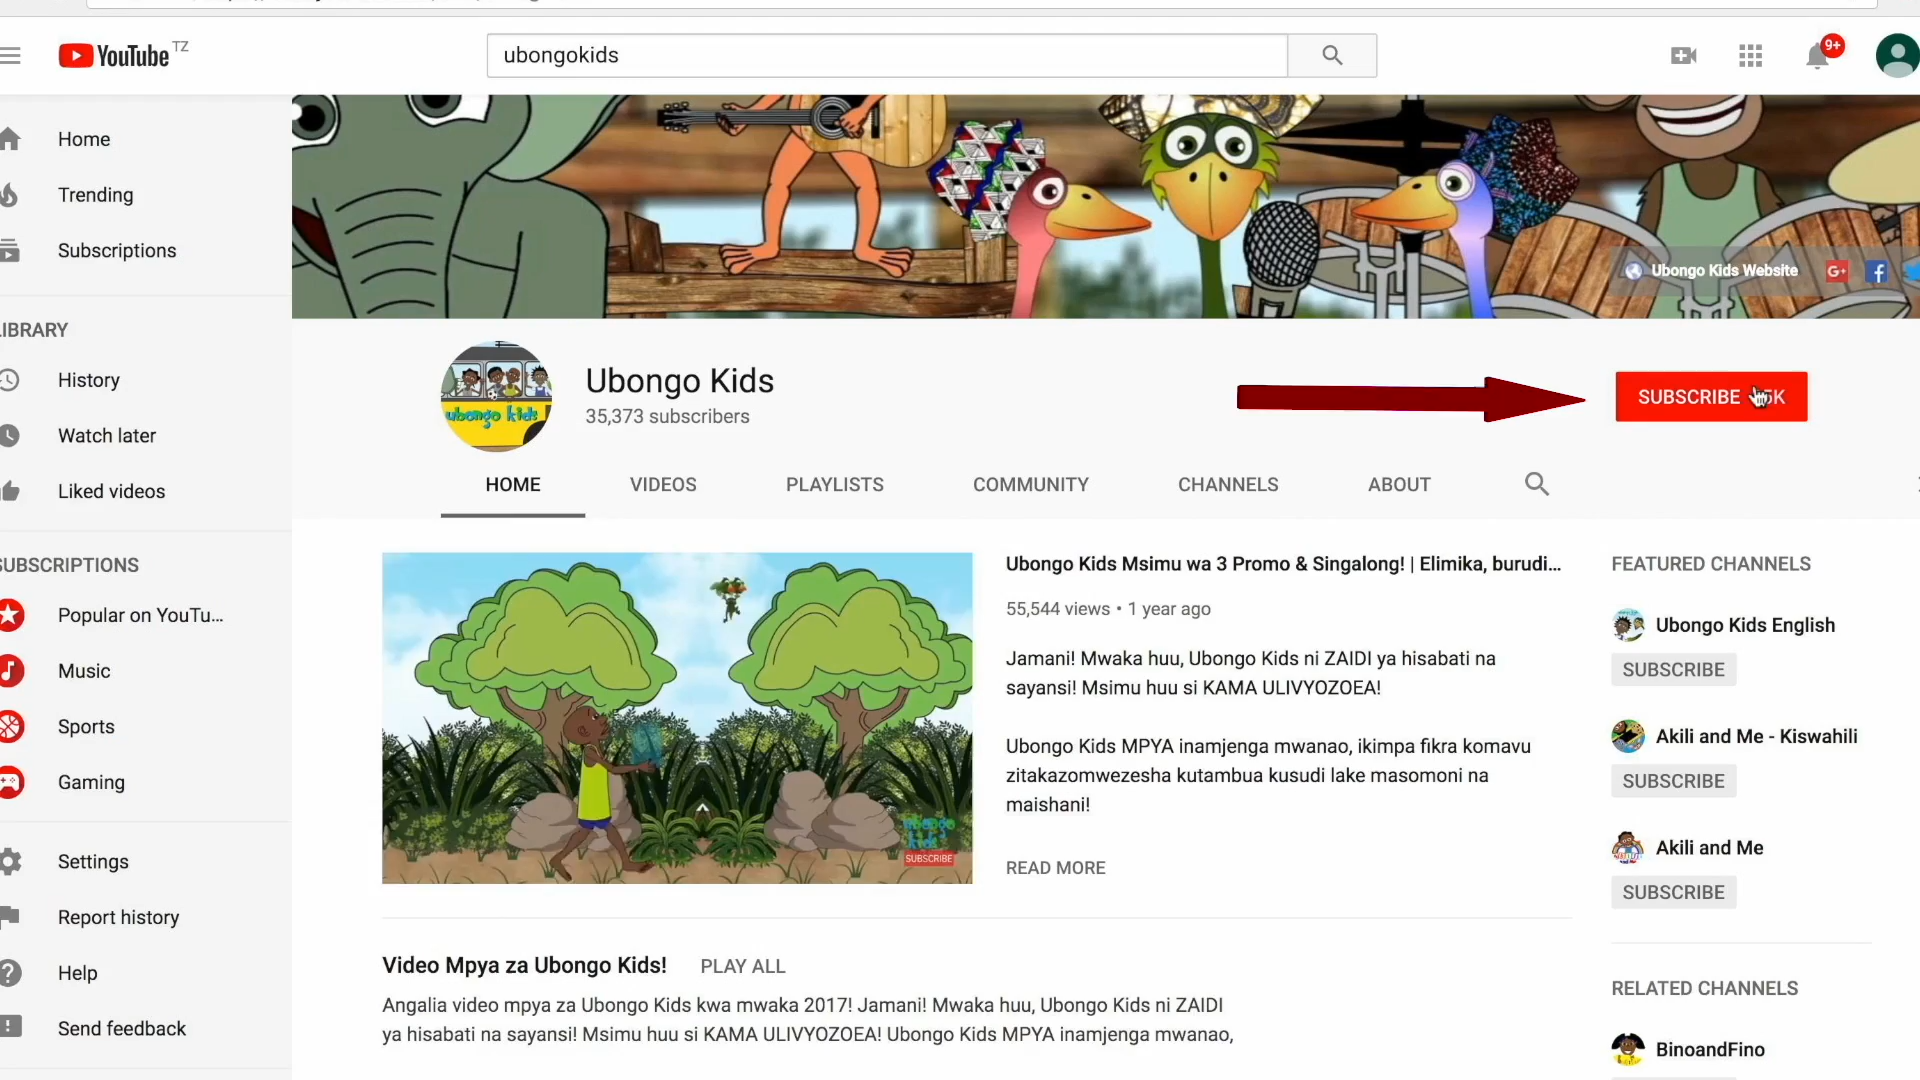 YouTube TZ
ubongokids
9+
Home
Trending
Subscriptions
IBRARY
History
Watch later
Liked videos
SUBSCRIPTIONS
Popular on YouTu...
Music
Sports
Gaming
Settings
Report history
Help
Send feedback
Ubongo Kids Website
G+
ubongo kids
Ubongo Kids
35,373 subscribers
SUBSCRIBE
HOME
VIDEOS
PLAYLISTS
COMMUNITY
CHANNELS
ABOUT
ubongo
kids
SUBSCRIBE
Ubongo Kids Msimu wa 3 Promo & Singalong! | Elimika, burudi...
55,544 views • 1 year ago
Jamani! Mwaka huu, Ubongo Kids ni ZAIDI ya hisabati na
sayansi! Msimu huu si KAMA ULIVYOZOEA!
Ubongo Kids MPYA inamjenga mwanao, ikimpa fikra komavu
zitakazomwezesha kutambua kusudi lake masomoni na
maishani!
READ MORE
Video Mpya za Ubongo Kids!
PLAY ALL
Angalia video mpya za Ubongo Kids kwa mwaka 2017! Jamani! Mwaka huu, Ubongo Kids ni ZAIDI
ya hisabati na sayansi! Msimu huu si KAMA ULIVYOZOEA! Ubongo Kids MPYA inamjenga mwanao,
FEATURED CHANNELS
Ubongo Kids English
SUBSCRIBE
Akili and Me - Kiswahili
SUBSCRIBE
Akili and Me
SUBSCRIBE
RELATED CHANNELS
BinoandFino